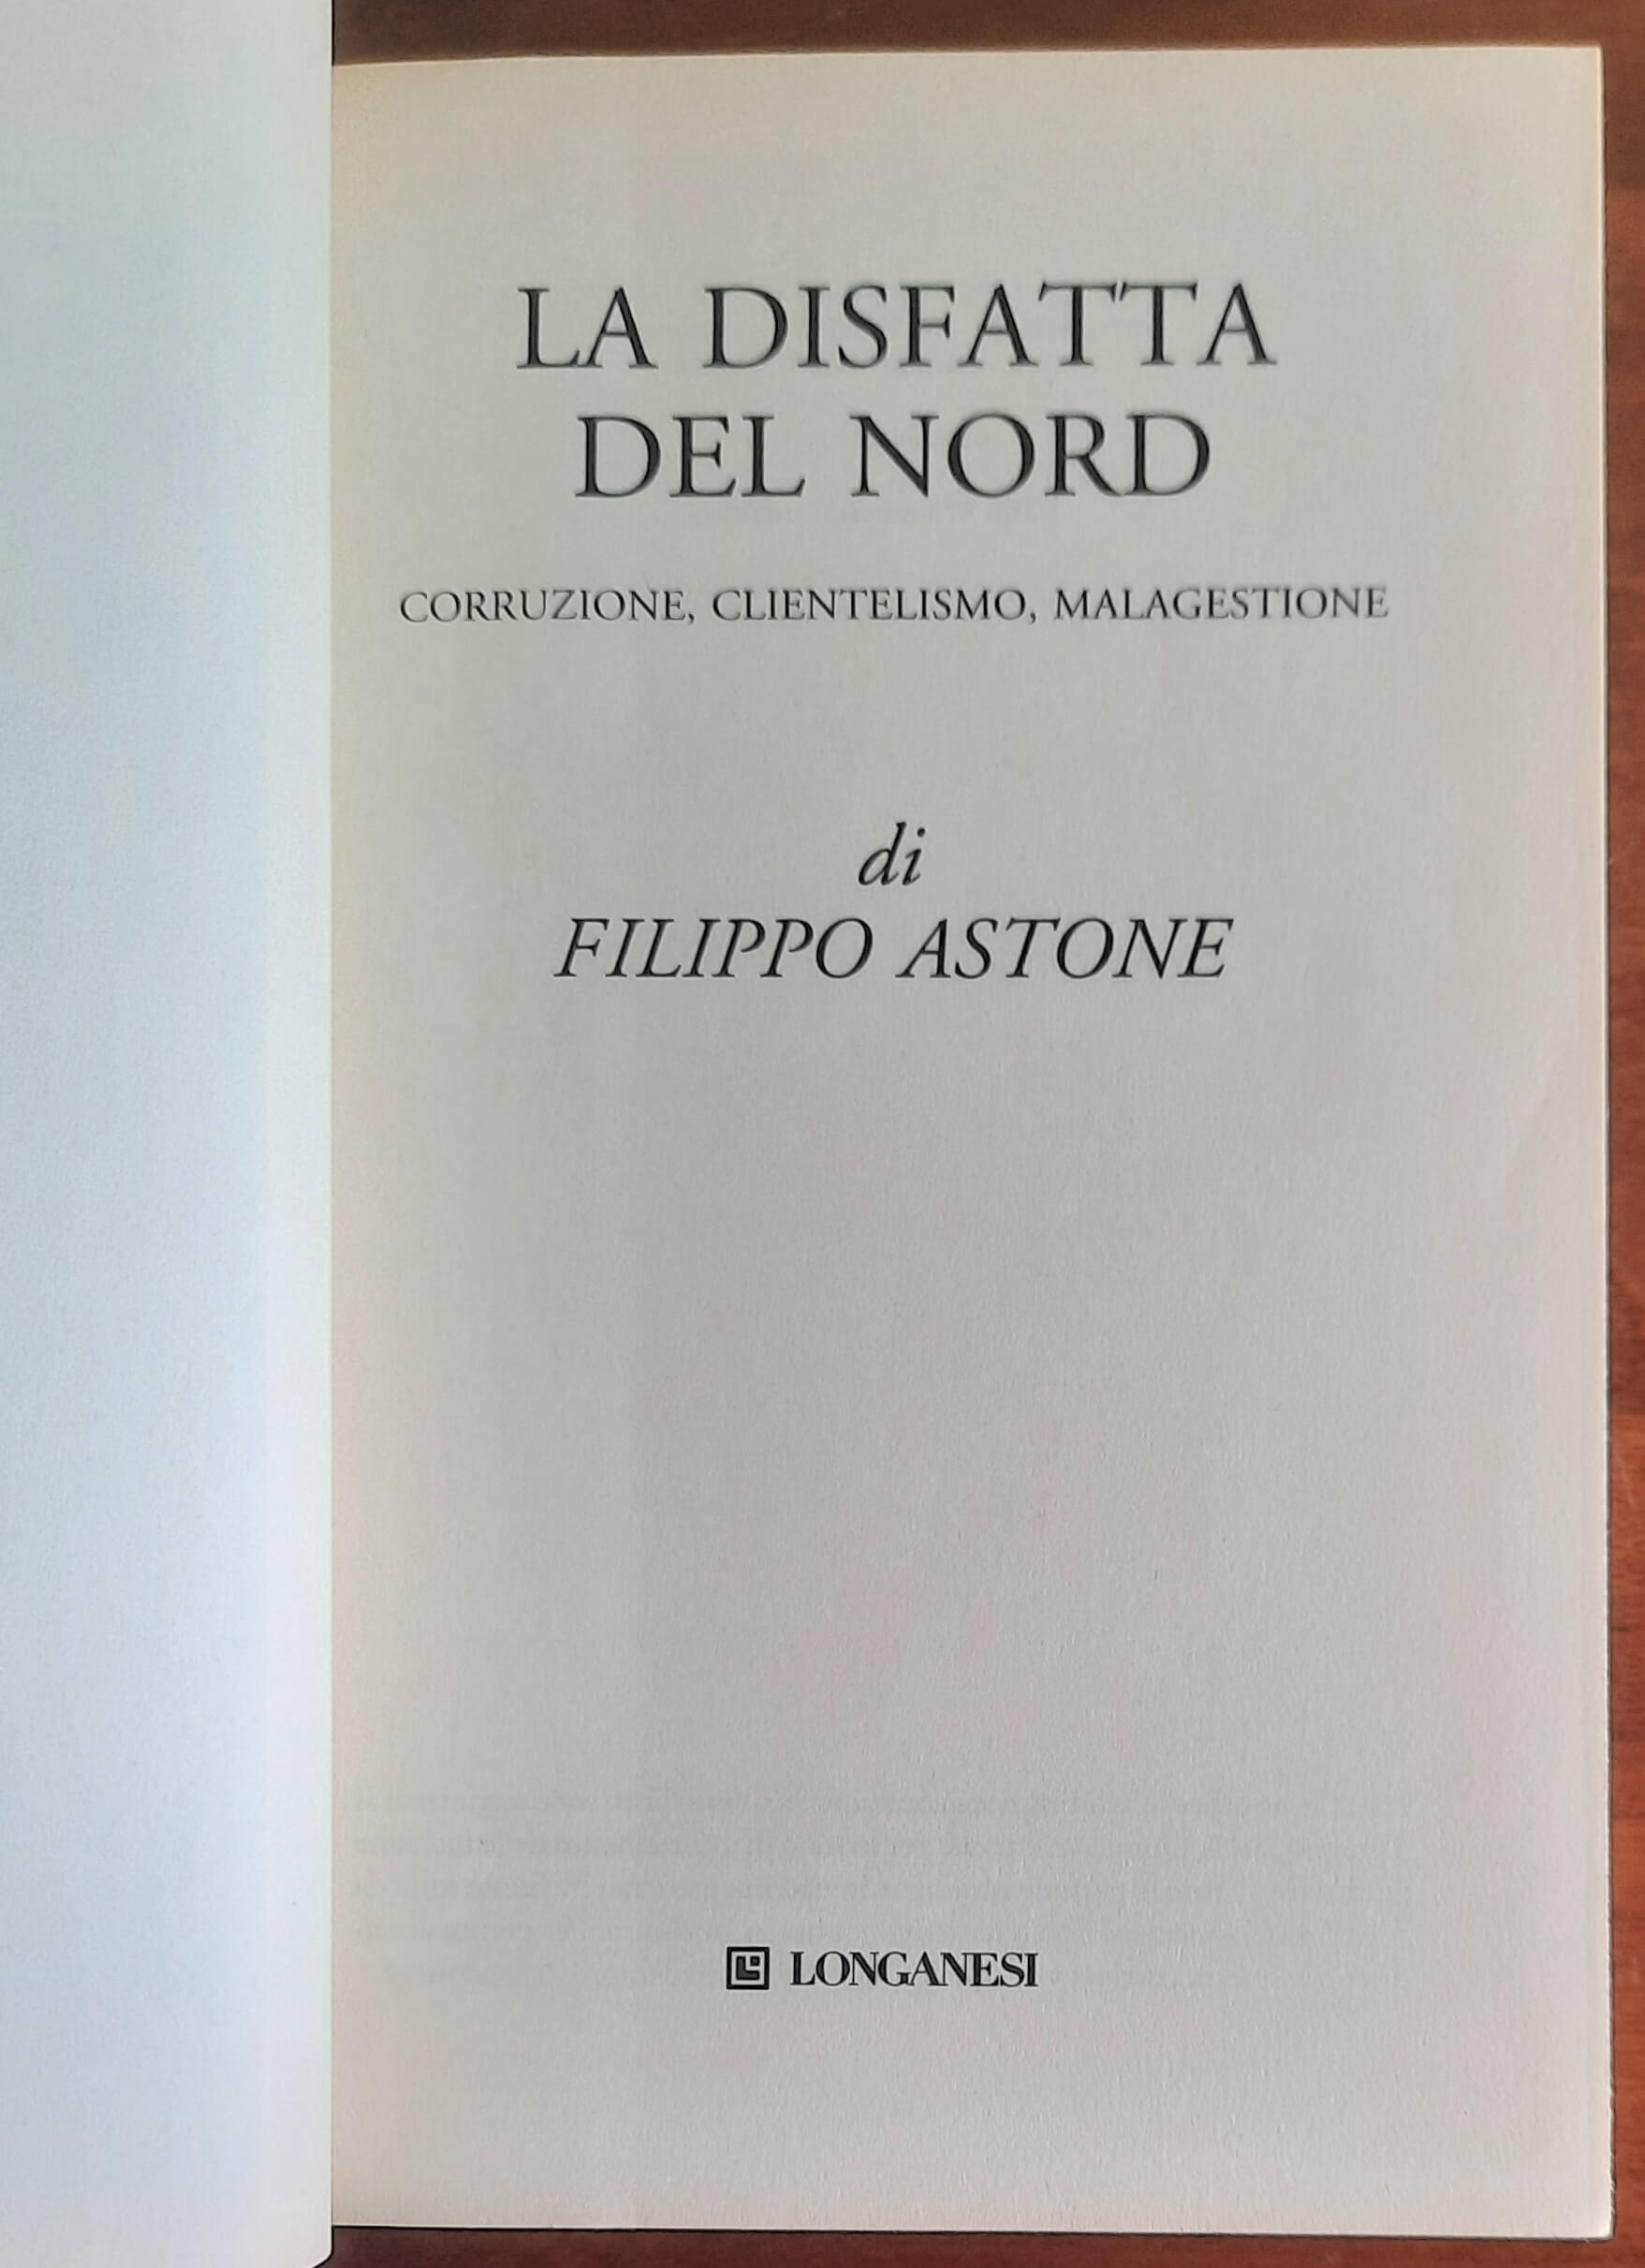 LA DISFATTA
DEL NORD
CORRUZIONE, CLIENTELISMO, MALAGESTIONE
di
FILIPPO ASTONE
LONGANESI